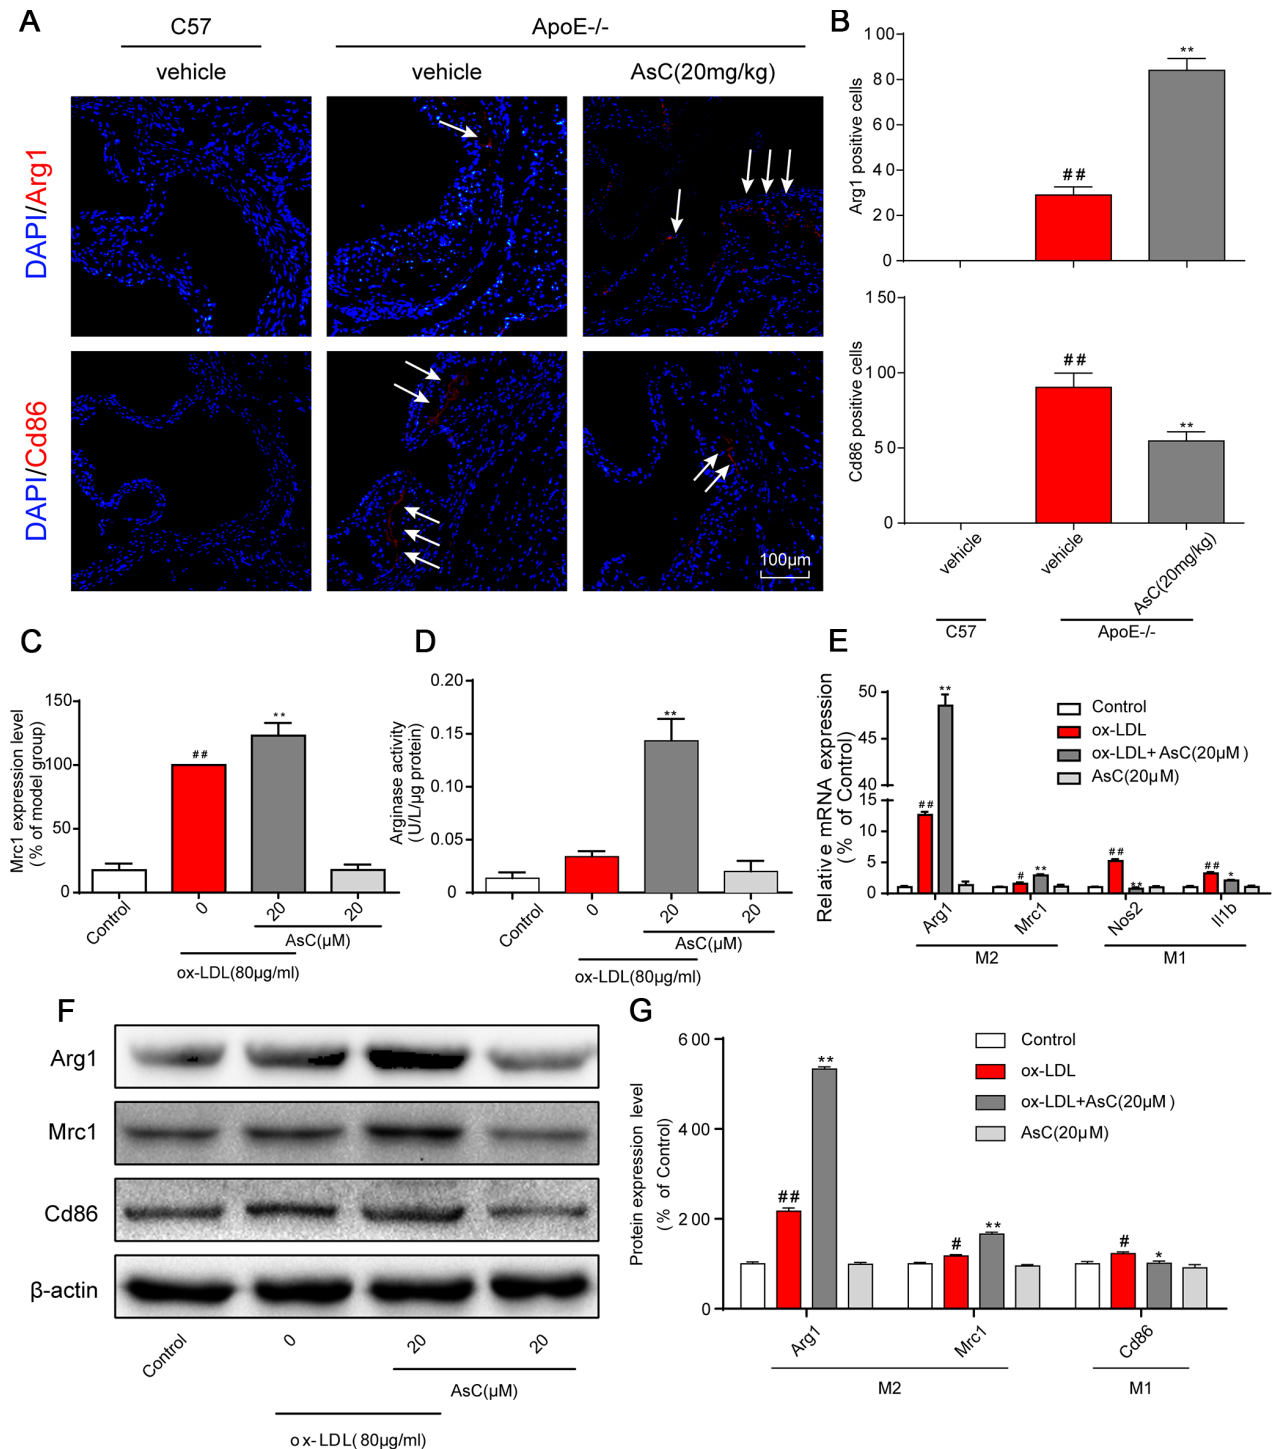 A
C57
ApoE-/-
vehicle
vehicle
AsC(20mg/kg)
DAPI/Arg1
DAPI/Cd86
100μm
B
100
80
60
40
20
0
Arg1 positive cells
##
**
150
100
50
0
Cd86 positive cells
##
**
vehicle
vehicle
AsC(20mg/kg)
C57
ApoE-/-
C
150
100
50
0
Mrc1 expression level
(% of model group)
##
**
Control
0
20
20
AsC(μM)
ox-LDL(80μg/ml)
D
0.20
0.15
0.10
0.05
0
Arginase activity
(U/L/μg protein)
**
Control
0
20
20
AsC(μM)
ox-LDL(80μg/ml)
E
Relative mRNA expression
(% of Control)
50
45
40
15
10
5
0
Control
ox-LDL
ox-LDL+AsC(20μM)
AsC(20μM)
##
**
#
**
##
**
##
*
Arg1
Mrc1
Nos2
Il1b
M2
M1
F
Arg1
Mrc1
Cd86
β-actin
Control
0
20
20
AsC(μM)
ox-LDL(80μg/ml)
G
Protein expression level
(% of Control)
600
400
200
0
Control
ox-LDL
ox-LDL+AsC(20μM)
AsC(20μM)
##
**
#
**
#
*
Arg1
Mrc1
Cd86
M2
M1